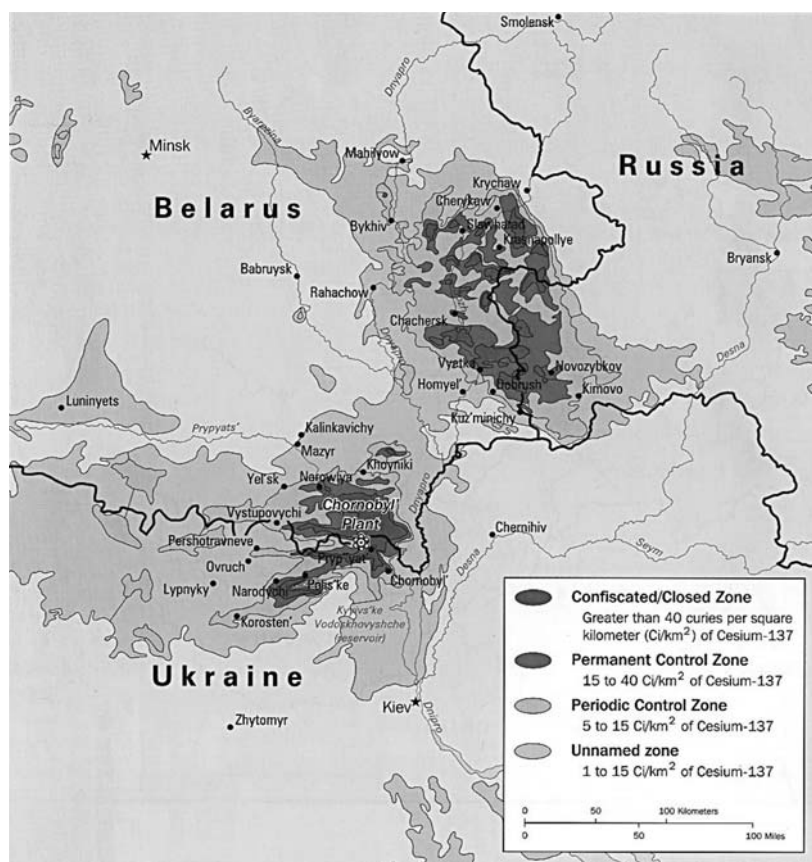 Smolensk
Dnyapro
Byarezina
Minsk
Mahilyow
Russia
Krychaw
Belarus
Cherykaw
Slawharad
Bykhiv
Krasnapollye
Bryansk
Babruysk
Rahachow
Chachersk
Dnyapro
Desna
Vyetka
Novozybkov
Luninyets
Homyel'
Dobrush
Kimovo
Kuz'minichy
Prypyats'
Kalinkavichy
Mazyr
Khoyniki
Yel'sk
Narowlya
Dnyapro
Chornobyl'
Plant
Vystupovychi
Chernihiv
Pershotravneve
Seym
Desna
Ovruch
Chornobyl'
Lypnyky
Narodychi
Polis'ke
Kyyivs'ke
Vodoskhovyshche
(reservoir)
Korosten'
Ukraine
Kiev
Zhytomyr
Dnipro
Confiscated/Closed Zone
Greater than 40 curies per square
kilometer (Ci/km²) of Cesium-137
Permanent Control Zone
15 to 40 Ci/km² of Cesium-137
Periodic Control Zone
5 to 15 Ci/km² of Cesium-137
Unnamed zone
1 to 15 Ci/km² of Cesium-137
0 50 100 Kilometers
0 50 100 Miles